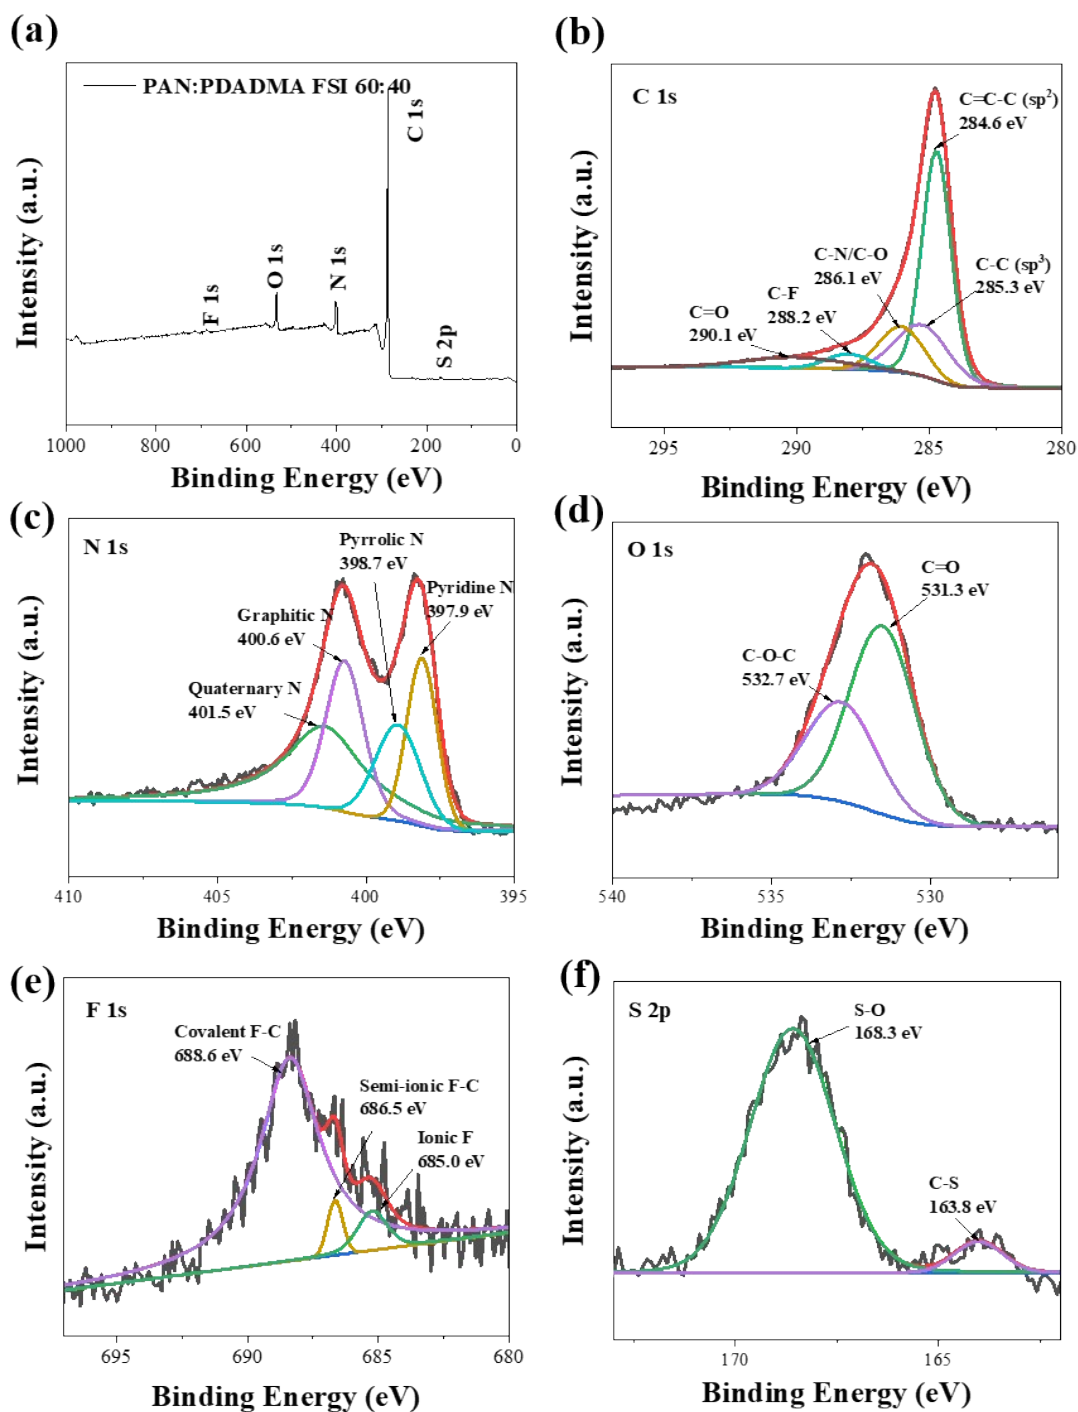 (a)
PAN:PDADMA FSI 60:40
C 1s
O 1s
N 1s
F 1s
S 2p
Intensity (a.u.)
1000 800 600 400 200 0
Binding Energy (eV)
(b)
C 1s
C=C-C (sp²)
284.6 eV
C-N/C-O
286.1 eV
C-C (sp³)
285.3 eV
C-F
288.2 eV
C=O
290.1 eV
Intensity (a.u.)
295 290 285 280
Binding Energy (eV)
(c)
N 1s
Pyrrolic N
398.7 eV
Pyridine N
397.9 eV
Graphitic N
400.6 eV
Quaternary N
401.5 eV
Intensity (a.u.)
410 405 400 395
Binding Energy (eV)
(d)
O 1s
C=O
531.3 eV
C-O-C
532.7 eV
Intensity (a.u.)
540 535 530
Binding Energy (eV)
(e)
F 1s
Covalent F-C
688.6 eV
Semi-ionic F-C
686.5 eV
Ionic F
685.0 eV
Intensity (a.u.)
695 690 685 680
Binding Energy (eV)
(f)
S 2p
S-O
168.3 eV
C-S
163.8 eV
Intensity (a.u.)
170 165
Binding Energy (eV)